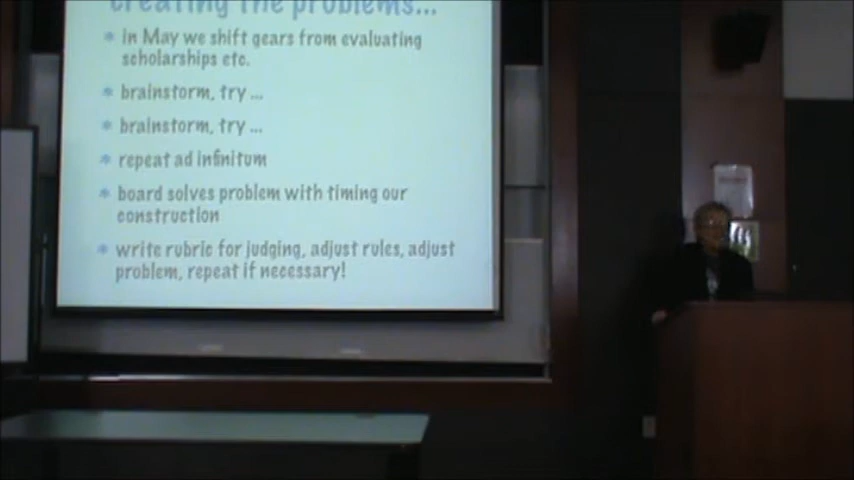 creating the problems...
* in May we shift gears from evaluating
scholarships etc.
* brainstorm, try ...
* brainstorm, try ...
* repeat ad infinitum
* board solves problem with timing our
construction
* write rubric for judging, adjust rules, adjust
problem, repeat if necessary!